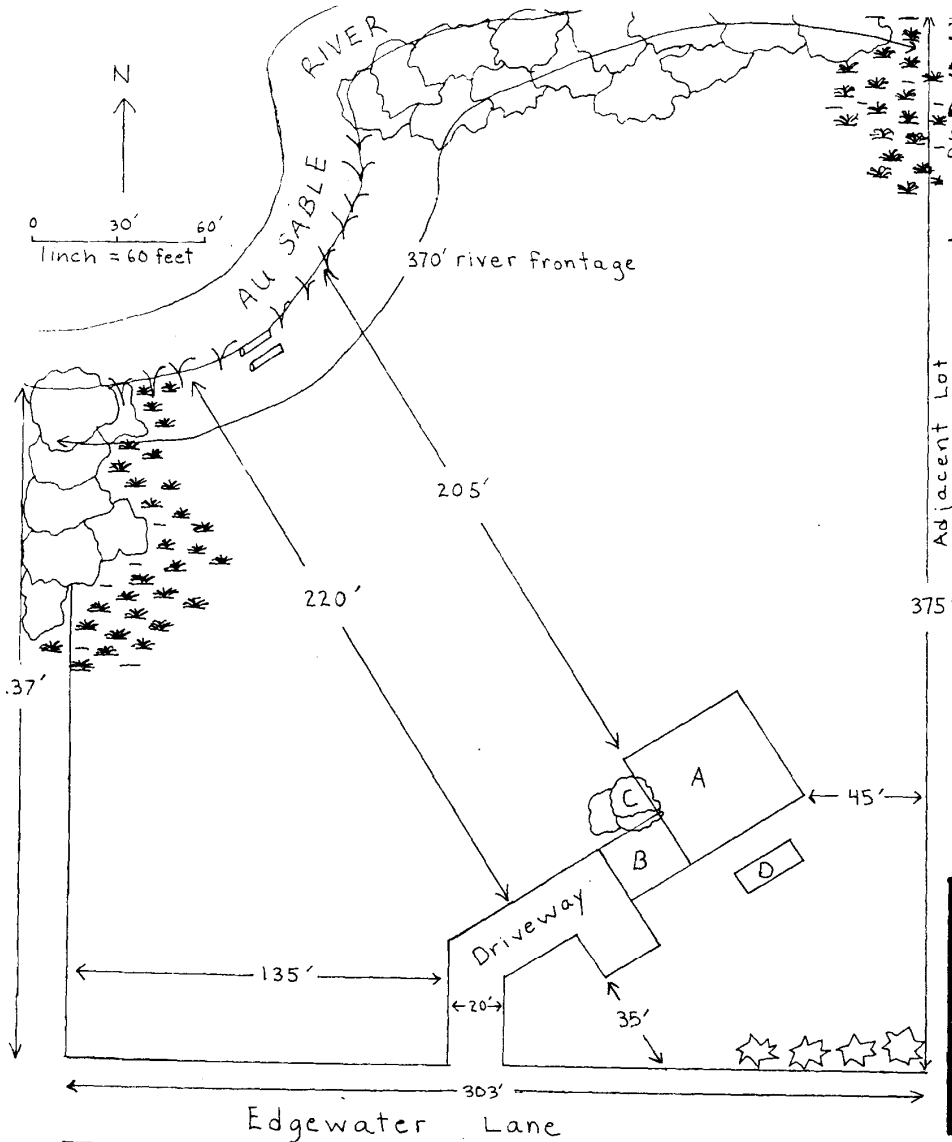 RIVER
N
AU SABLE
0 30' 60'
1 inch = 60 feet
370' river frontage
205'
Adjacent Lot
220'
375'
.37'
C
A
45'
B
D
Driveway
135'
20'
35'
303'
Edgewater Lane